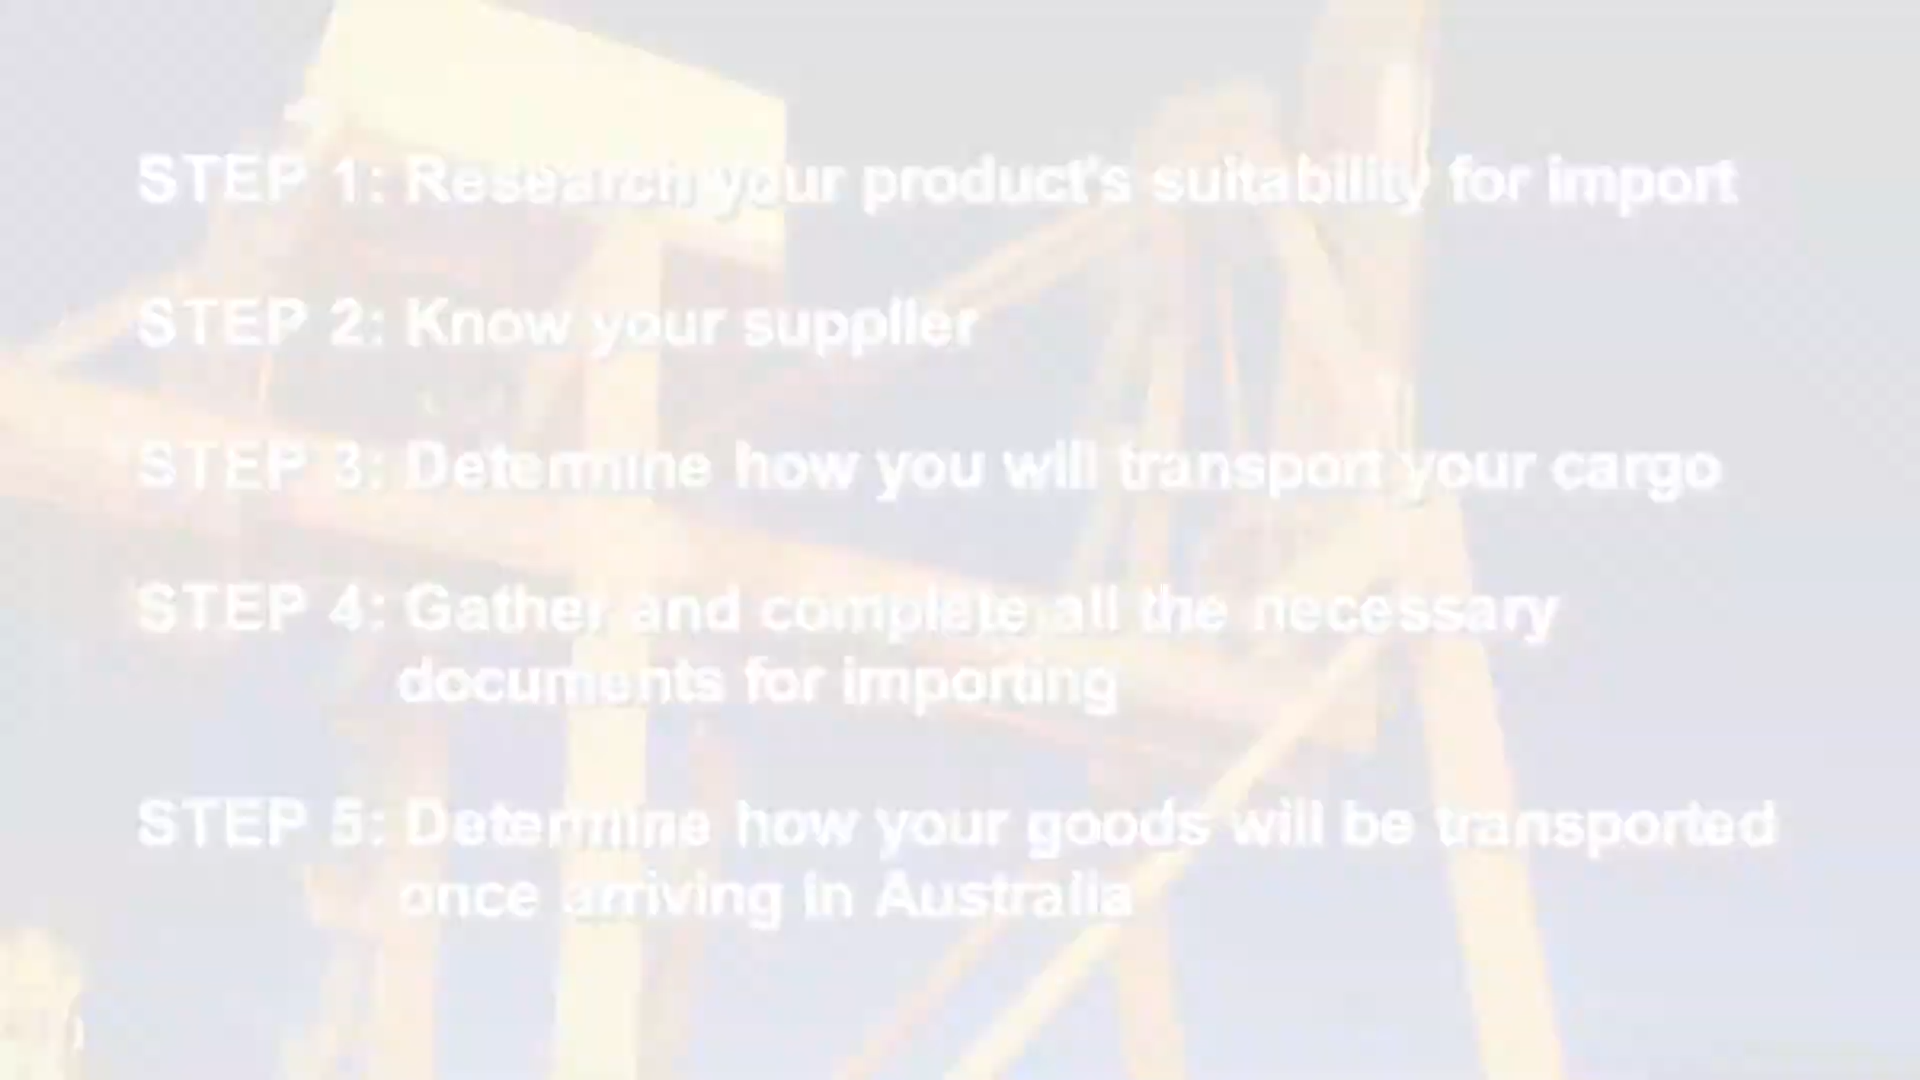 STEP 1: Research your product's suitability for import
STEP 2: Know your supplier
STEP 3: Determine how you will transport your cargo
STEP 4: Gather and complete all the necessary
documents for importing
STEP 5: Determine how your goods will be transported
once arriving in Australia